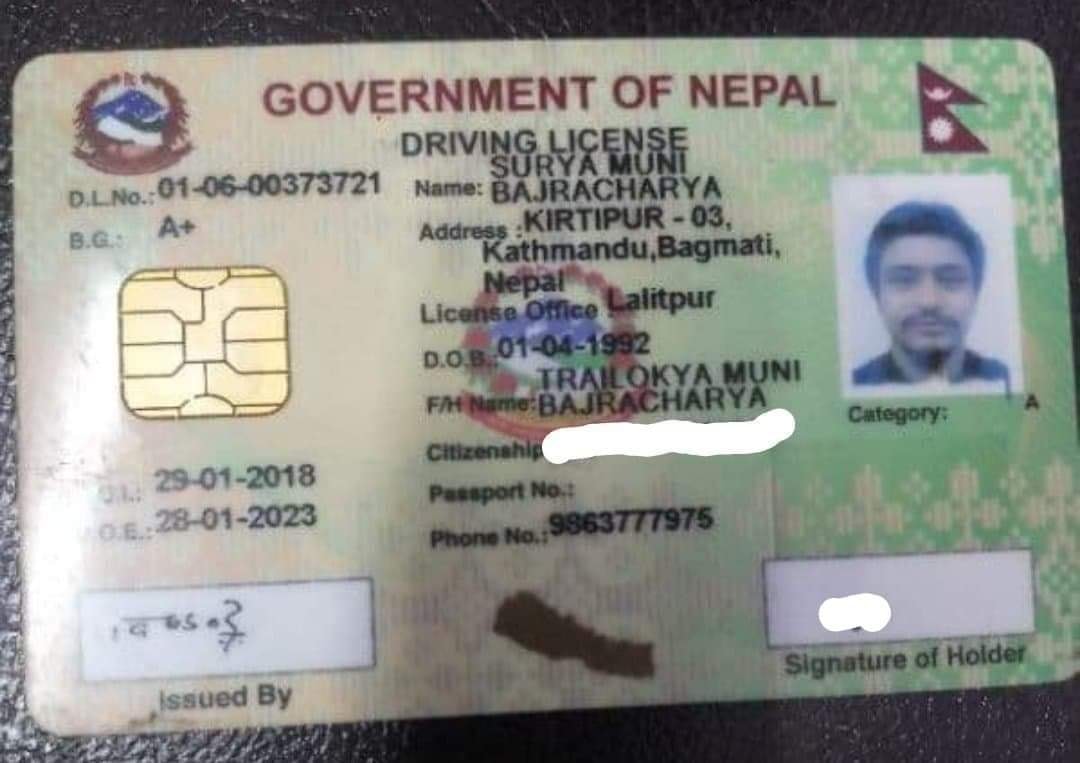 GOVERNMENT OF NEPAL
DRIVING LICENSE
D.L.No.: 01-06-00373721
B.G.: A+
Name: SURYA MUNI
BAJRACHARYA
Address : KIRTIPUR - 03,
Kathmandu,Bagmati,
Nepal
License Office Lalitpur
D.O.B.: 01-04-1992
F/H Name: TRAILOKYA MUNI
BAJRACHARYA
Category: A
Citizenship
29-01-2018
Passport No.:
O.E.: 28-01-2023
Phone No.: 9863777975
Issued By
Signature of Holder